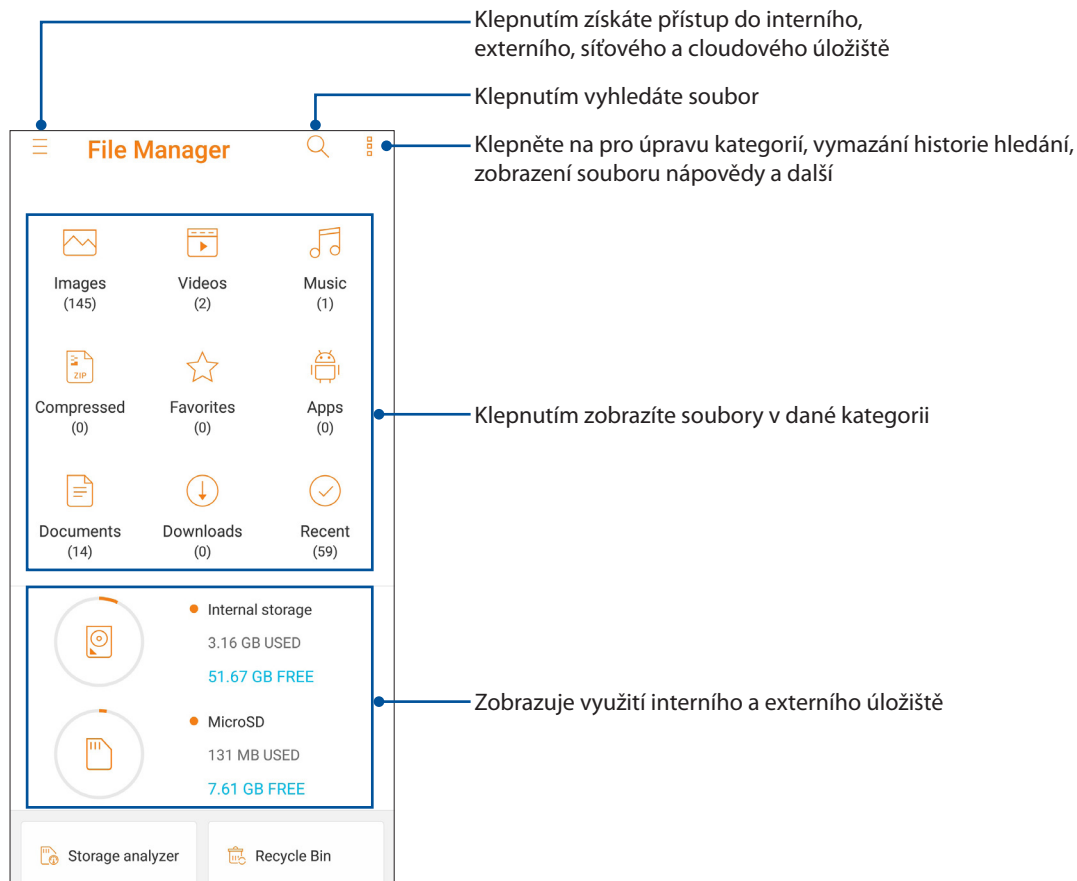 Klepnutím získáte přístup do interního,
externího, síťového a cloudového úložiště
Klepnutím vyhledáte soubor
Klepněte na pro úpravu kategorií, vymazání historie hledání,
zobrazení souboru nápovědy a další
File Manager
Images
(145)
Videos
(2)
Music
(1)
ZIP
Compressed
(0)
Favorites
(0)
Apps
(0)
Klepnutím zobrazíte soubory v dané kategorii
Documents
(14)
Downloads
(0)
Recent
(59)
Internal storage
3.16 GB USED
51.67 GB FREE
Zobrazuje využití interního a externího úložiště
MicroSD
131 MB USED
7.61 GB FREE
Storage analyzer
Recycle Bin